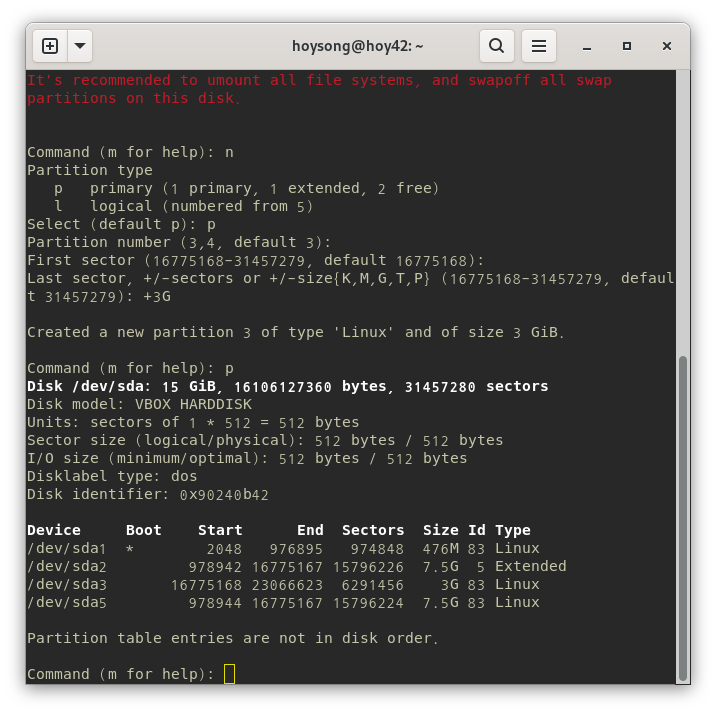 hoysong@hoy42: ~
It's recommended to umount all file systems, and swapoff all swap
partitions on this disk.
Command (m for help): n
Partition type
   p   primary (1 primary, 1 extended, 2 free)
   l   logical (numbered from 5)
Select (default p): p
Partition number (3,4, default 3):
First sector (16775168-31457279, default 16775168):
Last sector, +/-sectors or +/-size{K,M,G,T,P} (16775168-31457279, defaul
t 31457279): +3G
Created a new partition 3 of type 'Linux' and of size 3 GiB.
Command (m for help): p
Disk /dev/sda: 15 GiB, 16106127360 bytes, 31457280 sectors
Disk model: VBOX HARDDISK
Units: sectors of 1 * 512 = 512 bytes
Sector size (logical/physical): 512 bytes / 512 bytes
I/O size (minimum/optimal): 512 bytes / 512 bytes
Disklabel type: dos
Disk identifier: 0x90240b42
Device     Boot    Start      End  Sectors  Size Id Type
/dev/sda1  *        2048   976895   974848  476M 83 Linux
/dev/sda2         978942 16775167 15796226  7.5G  5 Extended
/dev/sda3       16775168 23066623  6291456    3G 83 Linux
/dev/sda5         978944 16775167 15796224  7.5G 83 Linux
Partition table entries are not in disk order.
Command (m for help):